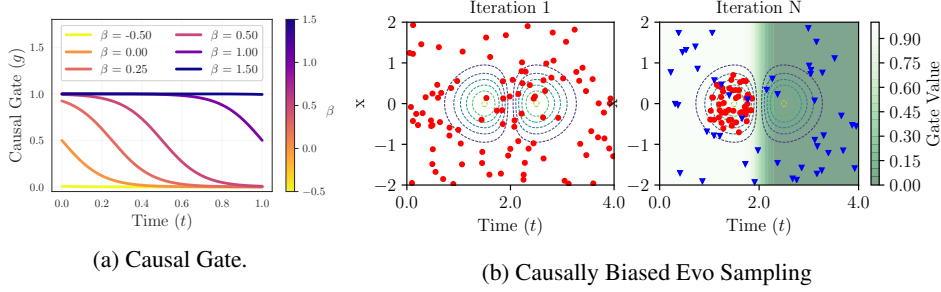 1.5
1.0
0.5
0.0
Causal Gate (g)
β = -0.50
β = 0.00
β = 0.25
β = 0.50
β = 1.00
β = 1.50
0.0
0.2
0.4
0.6
0.8
1.0
Time (t)
1.5
1.0
0.5
0.0
−0.5
β
(a) Causal Gate.
Iteration 1
2
1
0
−1
−2
x
0.0
2.0
4.0
Time (t)
Iteration N
2
1
0
−1
−2
x
0.0
2.0
4.0
Time (t)
0.90
0.75
0.60
0.45
0.30
0.15
0.00
Gate Value
(b) Causally Biased Evo Sampling